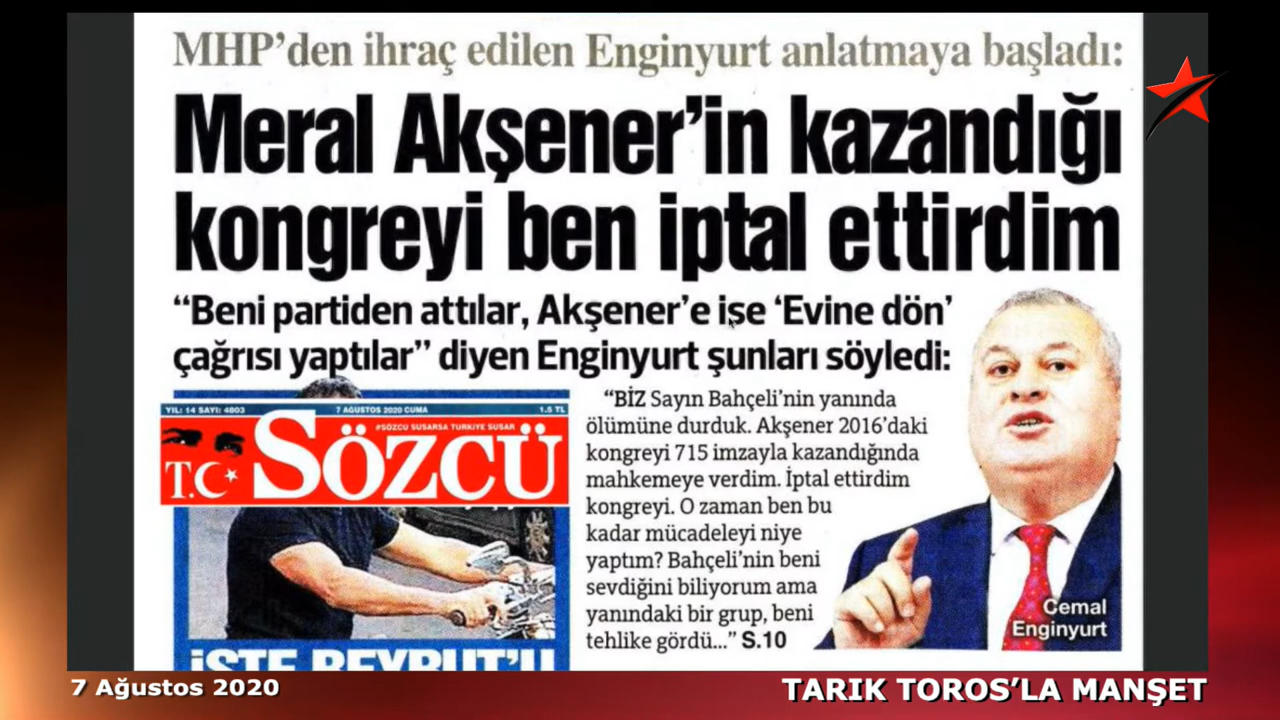 MHP’den ihraç edilen Enginyurt anlatmaya başladı:
Meral Akşener’in kazandığı
kongreyi ben iptal ettirdim
“Beni partiden attılar, Akşener’e işe ‘Evine dön’
çağrısı yaptılar” diyen Enginyurt şunları söyledi:
YIL: 14 SAYI: 4803
7 AĞUSTOS 2020 CUMA
1.5 TL
#SÖZCÜ SUSARSA TÜRKİYE SUSAR
T.C
SÖZCÜ
“BİZ Sayın Bahçeli’nin yanında
ölümüne durduk. Akşener 2016’daki
kongreyi 715 imzayla kazandığında
mahkemeye verdim. İptal ettirdim
kongreyi. O zaman ben bu
kadar mücadeleyi niye
yaptım? Bahçeli’nin beni
sevdiğini biliyorum ama
yanındaki bir grup, beni
tehlike gördü...” S.10
Cemal
Enginyurt
İŞTE BEYRUT’U
7 Ağustos 2020
TARIK TOROS’LA MANŞET